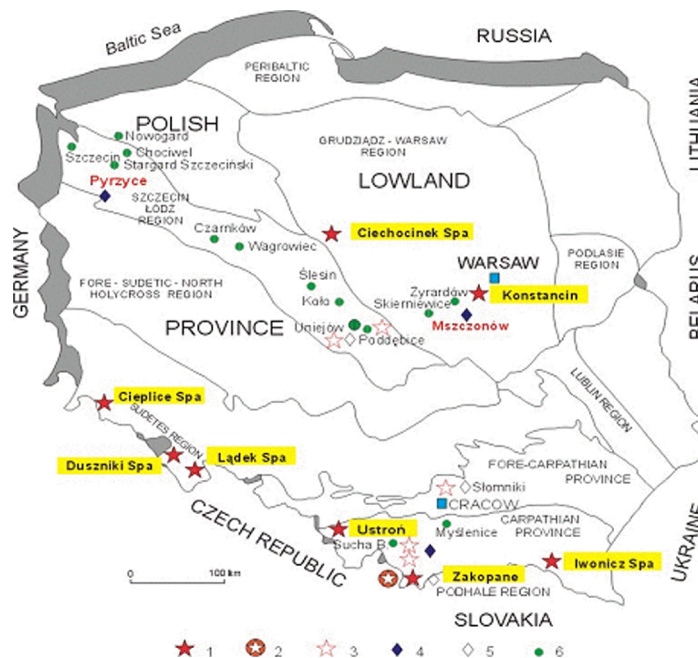 Baltic Sea
RUSSIA
LITHUANIA
PERIBALTIC
REGION
POLISH
Nowogard
Chociwel
Szczecin
Stargard Szczeciński
Pyrzyce
SZCZECIN
ŁÓDŹ
REGION
GRUDZIĄDZ - WARSAW
REGION
LOWLAND
Czarnków
Wagrowiec
Ciechocinek Spa
GERMANY
BELARUS
PODLASIE
REGION
WARSAW
FORE - SUDETIC - NORTH
HOLYCROSS REGION
Ślesin
Koło
Żyrardów
Skierniewice
Konstancin
Mszczonów
PROVINCE
Uniejów
Poddębice
Cieplice Spa
SUDETES REGION
Duszniki Spa
Lądek Spa
LUBLIN REGION
FORE-CARPATHIAN
PROVINCE
Słomniki
CRACOW
CZECH REPUBLIC
Ustroń
Sucha B.
Myślenice
CARPATHIAN
PROVINCE
UKRAINE
Iwonicz Spa
Zakopane
PODHALE REGION
0
100 km
SLOVAKIA
1
2
3
4
5
6